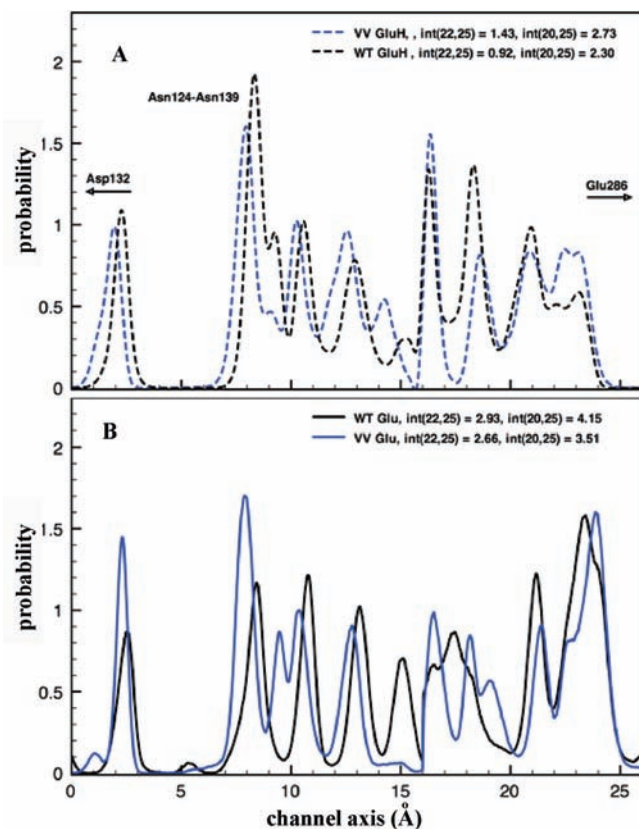 2
1.5
1
0.5
0
probability
A
VV GluH, , int(22,25) = 1.43, int(20,25) = 2.73
WT GluH , int(22,25) = 0.92, int(20,25) = 2.30
Asn124-Asn139
Asp132
Glu286
2
1.5
1
0.5
0
probability
B
WT Glu, int(22,25) = 2.93, int(20,25) = 4.15
VV Glu, int(22,25) = 2.66, int(20,25) = 3.51
0 5 10 15 20 25
channel axis (Å)